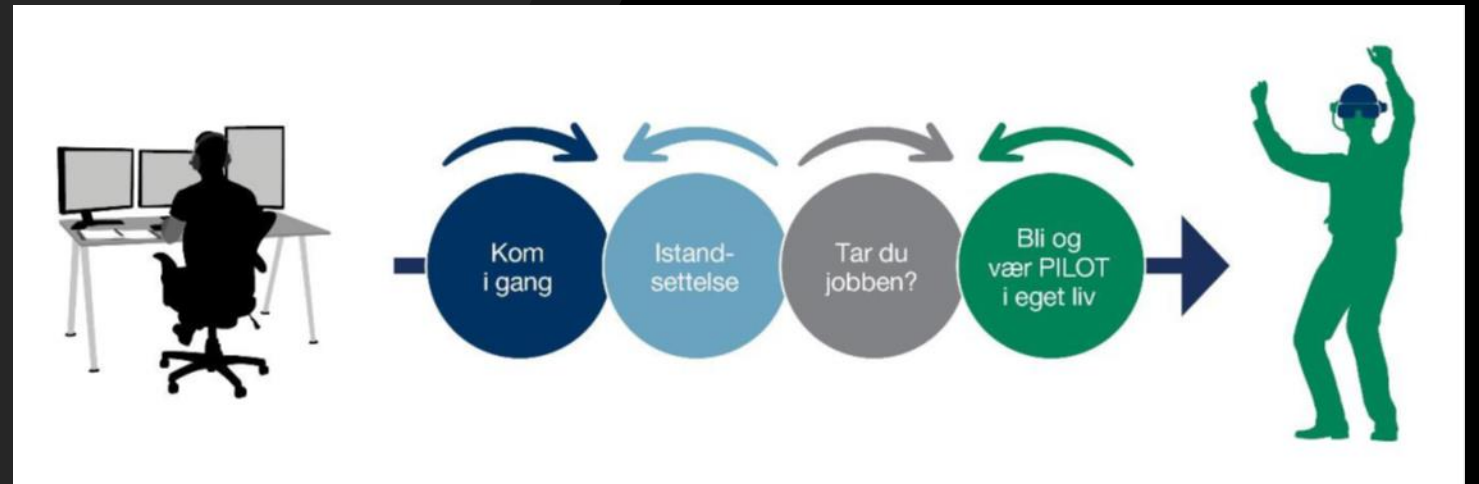 Kom
i gang
Istand-
settelse
Tar du
jobben?
Bli og
vær PILOT
i eget liv